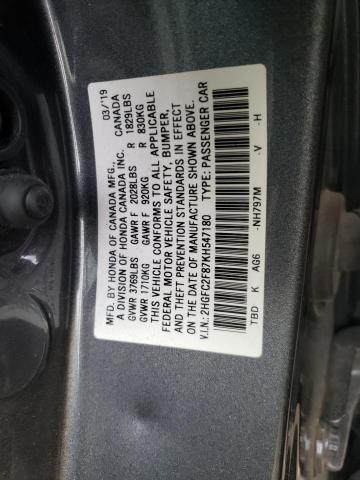 MFD. BY HONDA OF CANADA MFG., 03/'19
A DIVISION OF HONDA CANADA INC. CANADA
GVWR 3769LBS GAWR F 2028LBS R 1829LBS
GVWR 1710KG GAWR F 920KG R 830KG
THIS VEHICLE CONFORMS TO ALL APPLICABLE
FEDERAL MOTOR VEHICLE SAFETY, BUMPER,
AND THEFT PREVENTION STANDARDS IN EFFECT
ON THE DATE OF MANUFACTURE SHOWN ABOVE.
V.I.N.: 2HGFC2F87KH547180 TYPE: PASSENGER CAR
TBD K AG6 -NH797M -V -H